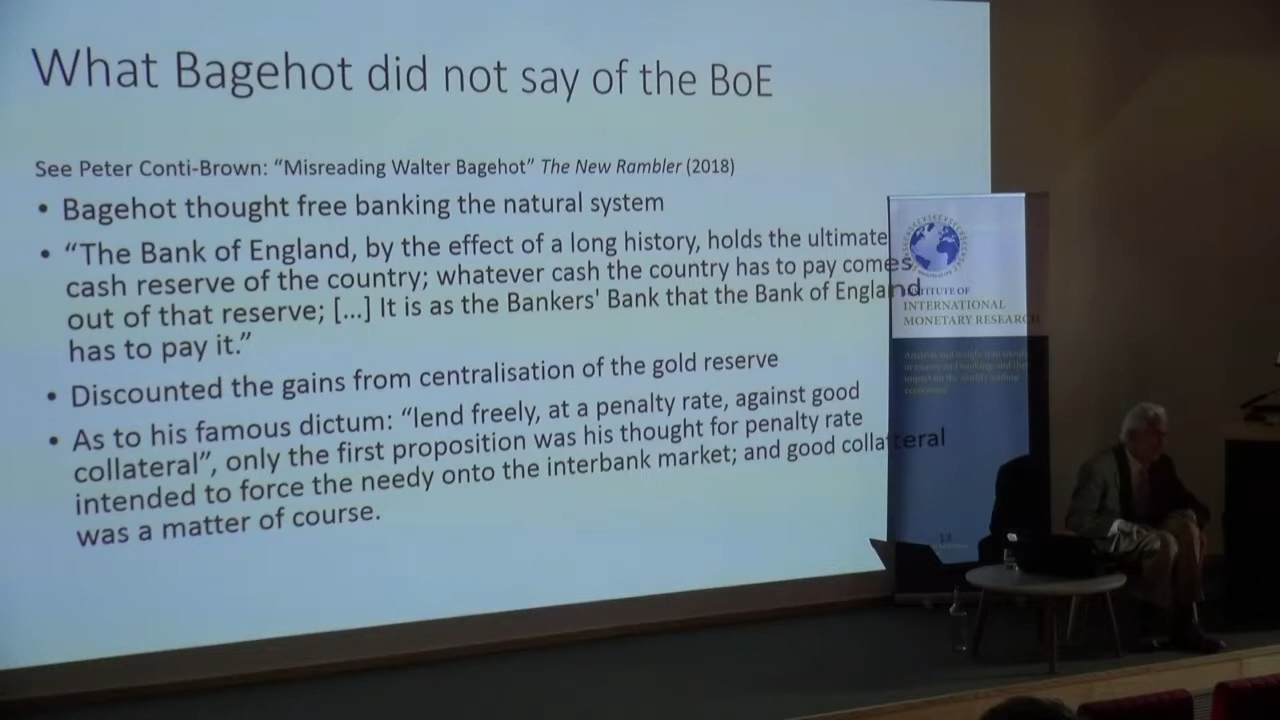 What Bagehot did not say of the BoE
See Peter Conti-Brown: “Misreading Walter Bagehot” The New Rambler (2018)
• Bagehot thought free banking the natural system
• “The Bank of England, by the effect of a long history, holds the ultimate
cash reserve of the country; whatever cash the country has to pay comes
out of that reserve; [...] It is as the Bankers' Bank that the Bank of England
has to pay it.”
• Discounted the gains from centralisation of the gold reserve
• As to his famous dictum: “lend freely, at a penalty rate, against good
collateral”, only the first proposition was his thought for penalty rate
intended to force the needy onto the interbank market; and good collateral
was a matter of course.
INSTITUTE OF
INTERNATIONAL
MONETARY RESEARCH